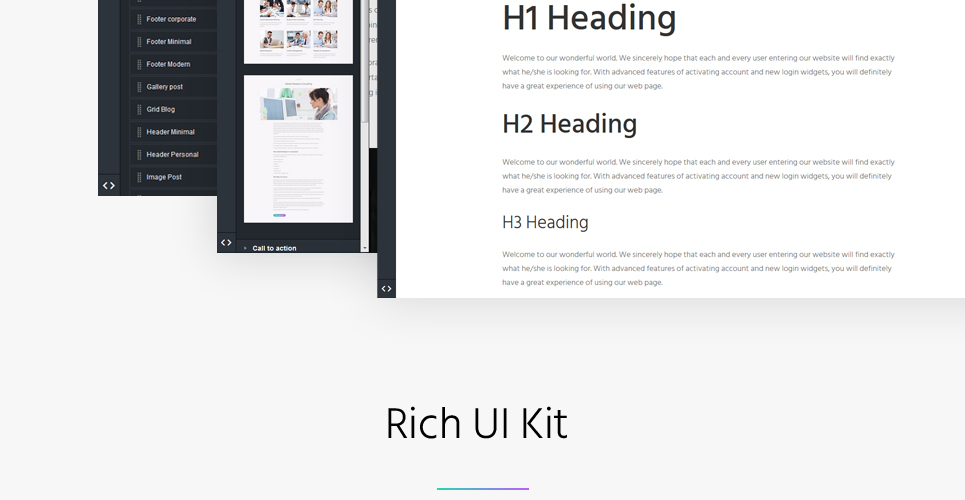 Footer corporate
Footer Minimal
Footer Modern
Gallery post
Grid Blog
Header Minimal
Header Personal
Image Post
Call to action
H1 Heading
Welcome to our wonderful world. We sincerely hope that each and every user entering our website will find exactly
what he/she is looking for. With advanced features of activating account and new login widgets, you will definitely
have a great experience of using our web page.
H2 Heading
Welcome to our wonderful world. We sincerely hope that each and every user entering our website will find exactly
what he/she is looking for. With advanced features of activating account and new login widgets, you will definitely
have a great experience of using our web page.
H3 Heading
Welcome to our wonderful world. We sincerely hope that each and every user entering our website will find exactly
what he/she is looking for. With advanced features of activating account and new login widgets, you will definitely
have a great experience of using our web page.
Rich UI Kit